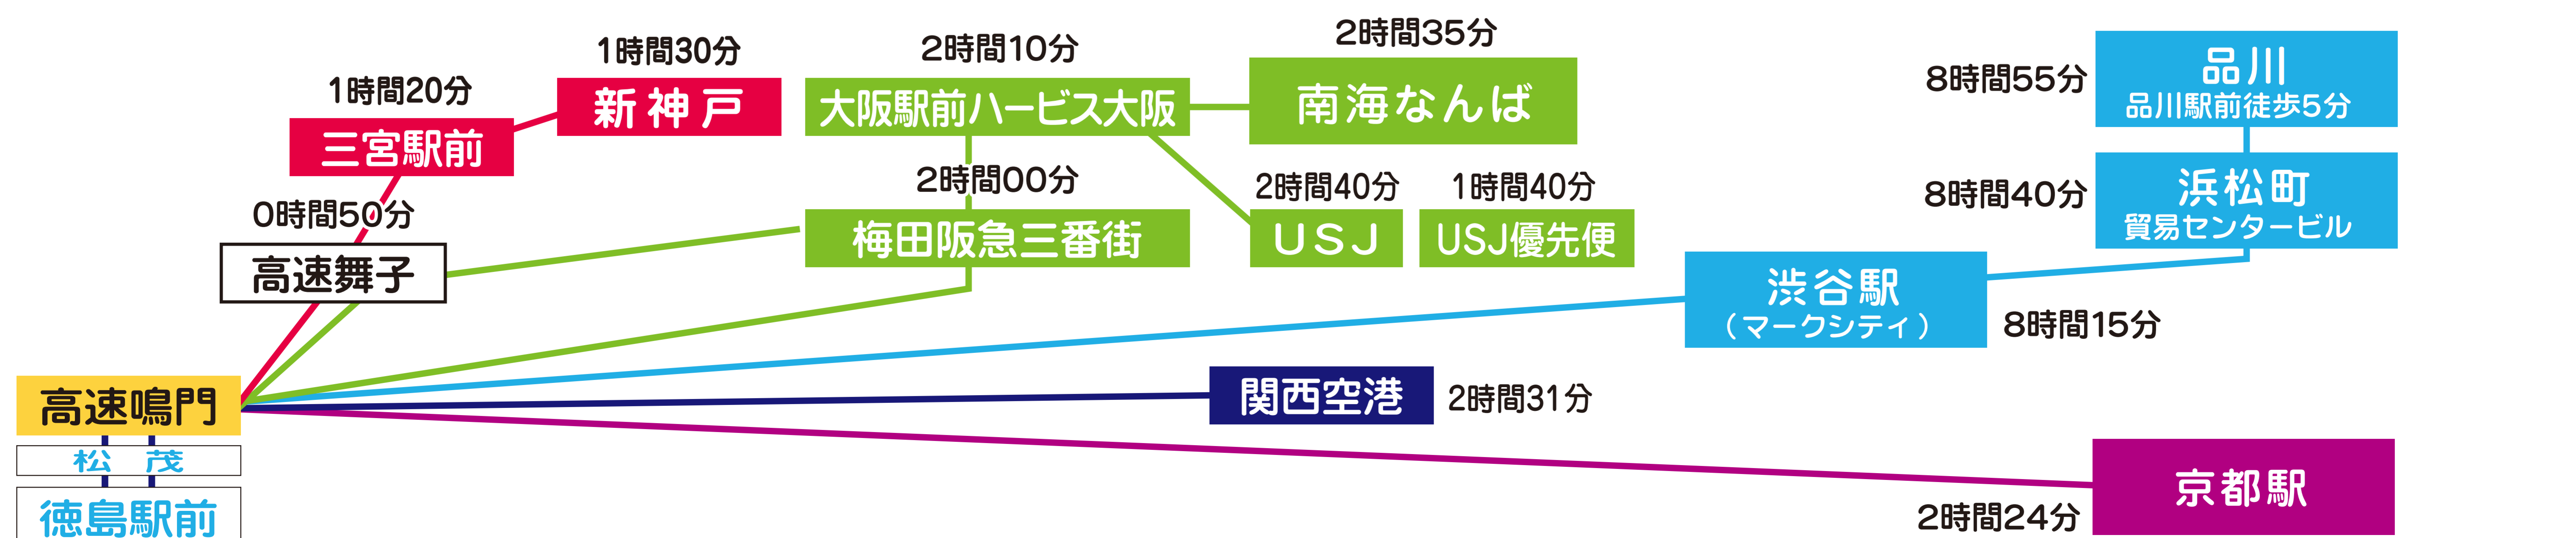 1時間20分
三宮駅前
1時間30分
新神戸
0時間50分
高速舞子
2時間10分
大阪駅前ハービス大阪
2時間35分
南海なんば
2時間00分
梅田阪急三番街
2時間40分
USJ
1時間40分
USJ優先便
8時間55分
品川
品川駅前徒歩5分
8時間40分
浜松町
貿易センタービル
渋谷駅
（マークシティ）
8時間15分
高速鳴門
松 茂
徳島駅前
関西空港
2時間31分
京都駅
2時間24分